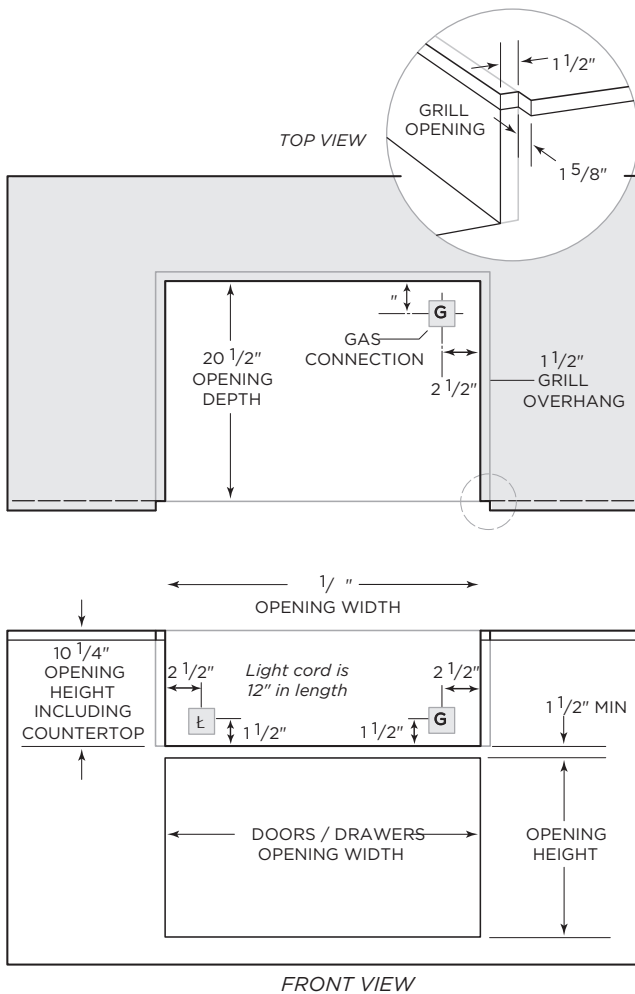 1 1/2"
GRILL
OPENING
TOP VIEW
1 5/8"
"
G
GAS
CONNECTION
20 1/2"
OPENING
DEPTH
2 1/2"
1 1/2"
GRILL
OVERHANG
1/ "
OPENING WIDTH
10 1/4"
OPENING
HEIGHT
INCLUDING
COUNTERTOP
2 1/2"
Light cord is
12" in length
2 1/2"
1 1/2" MIN
Ł
1 1/2"
1 1/2"
G
DOORS / DRAWERS
OPENING WIDTH
OPENING
HEIGHT
FRONT VIEW